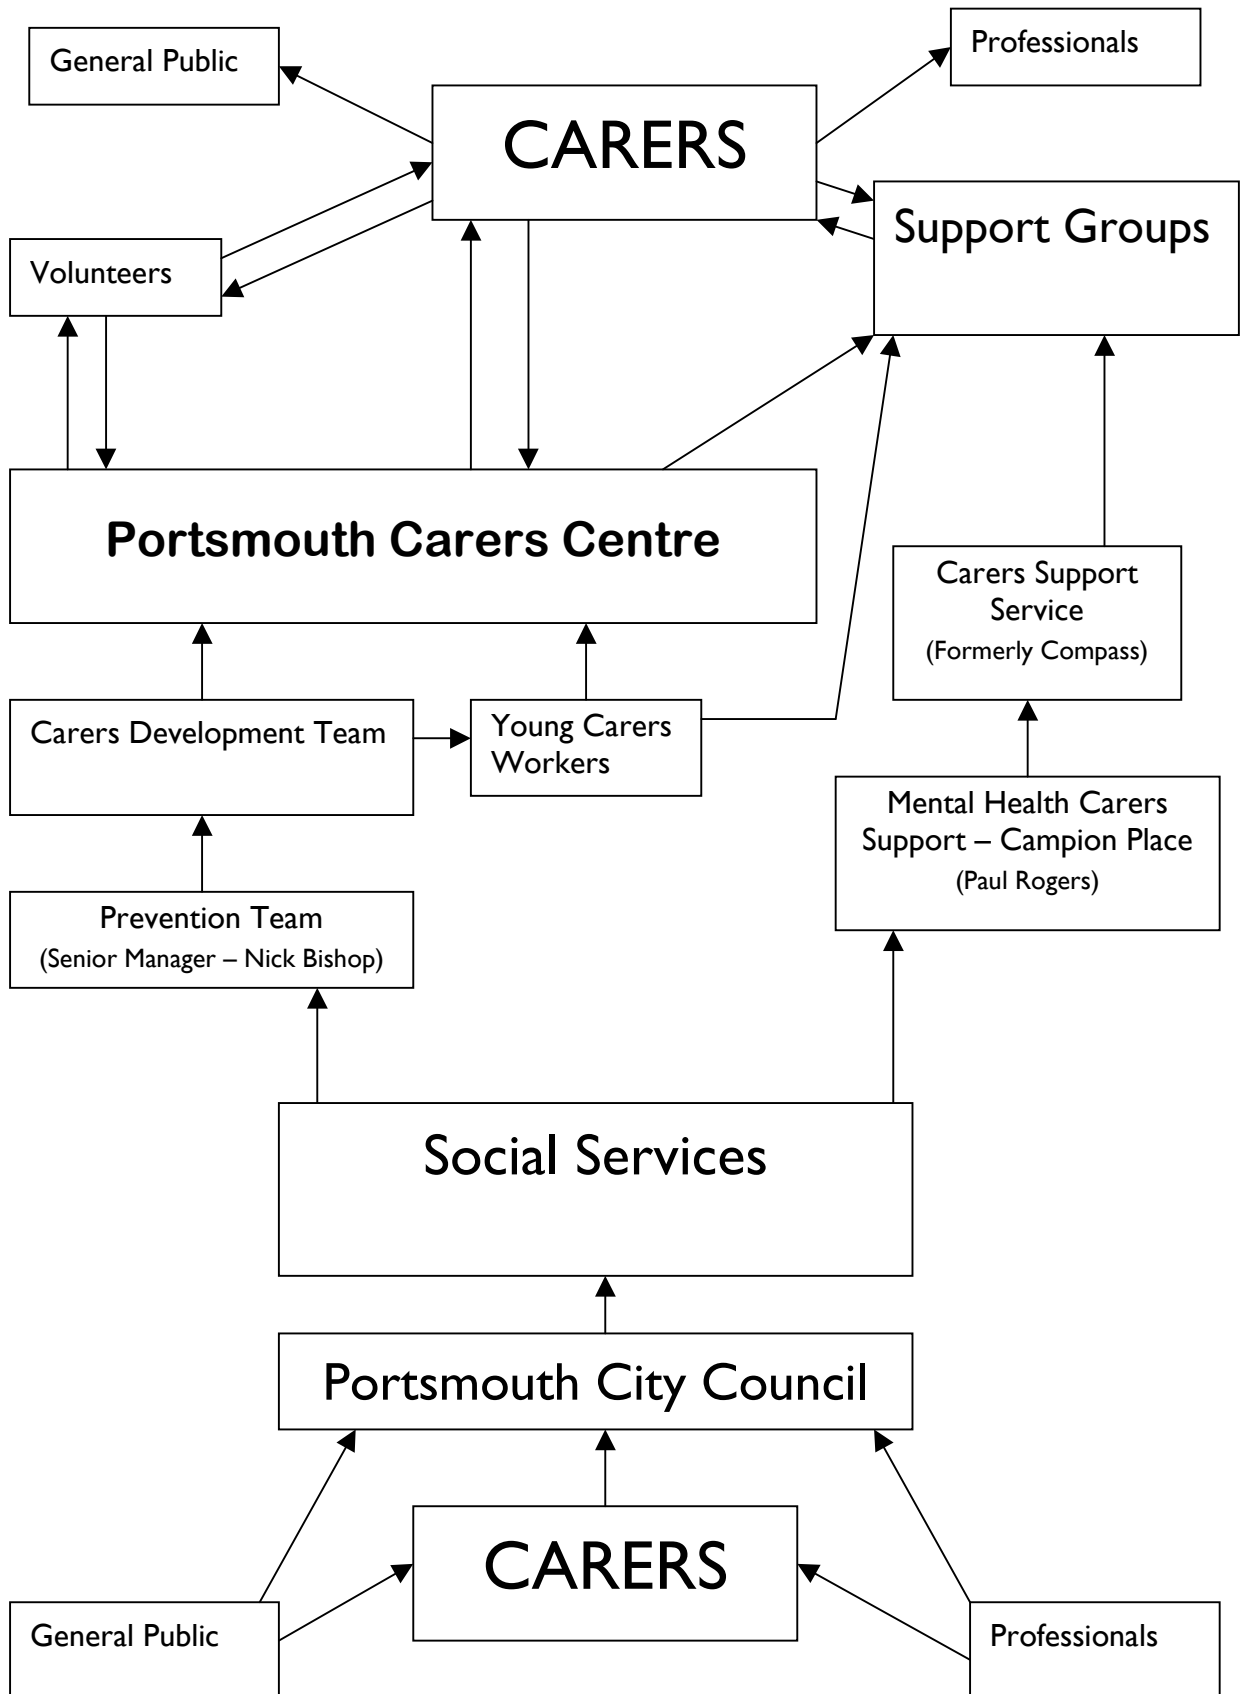 General Public
Professionals
CARERS
Support Groups
Volunteers
Portsmouth Carers Centre
Carers Support
Service
(Formerly Compass)
Carers Development Team
Young Carers
Workers
Mental Health Carers
Support – Campion Place
(Paul Rogers)
Prevention Team
(Senior Manager – Nick Bishop)
Social Services
Portsmouth City Council
CARERS
General Public
Professionals